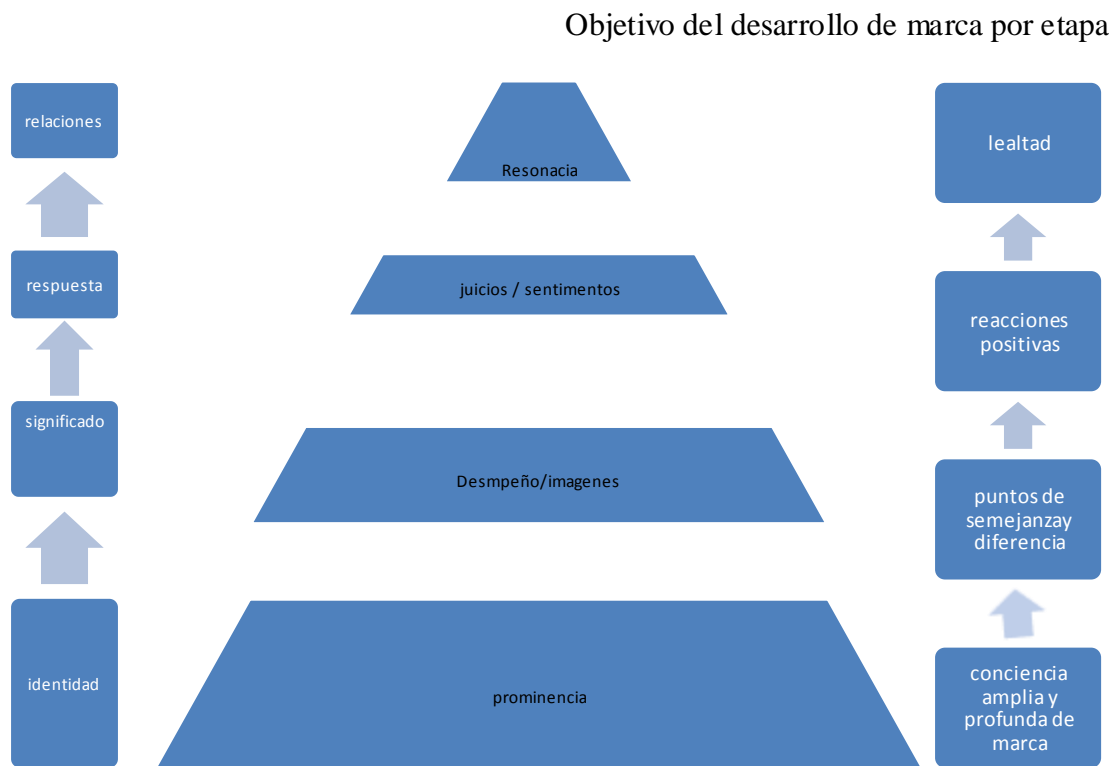 Objetivo del desarrollo de marca por etapa
relaciones
Resonacia
lealtad
respuesta
juicios / sentimentos
reacciones
positivas
significado
Desmpeño/imagenes
puntos de
semejanzay
diferencia
identidad
prominencia
conciencia
amplia y
profunda de
marca